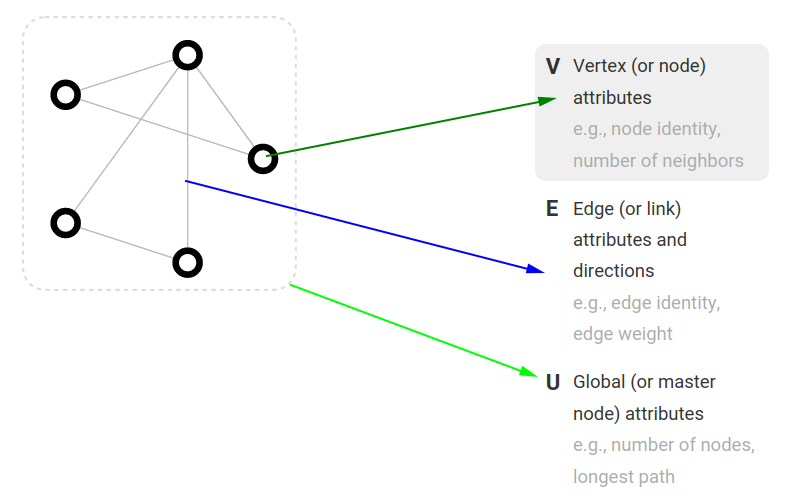 V Vertex (or node)
attributes
e.g., node identity,
number of neighbors
E Edge (or link)
attributes and
directions
e.g., edge identity,
edge weight
U Global (or master
node) attributes
e.g., number of nodes,
longest path